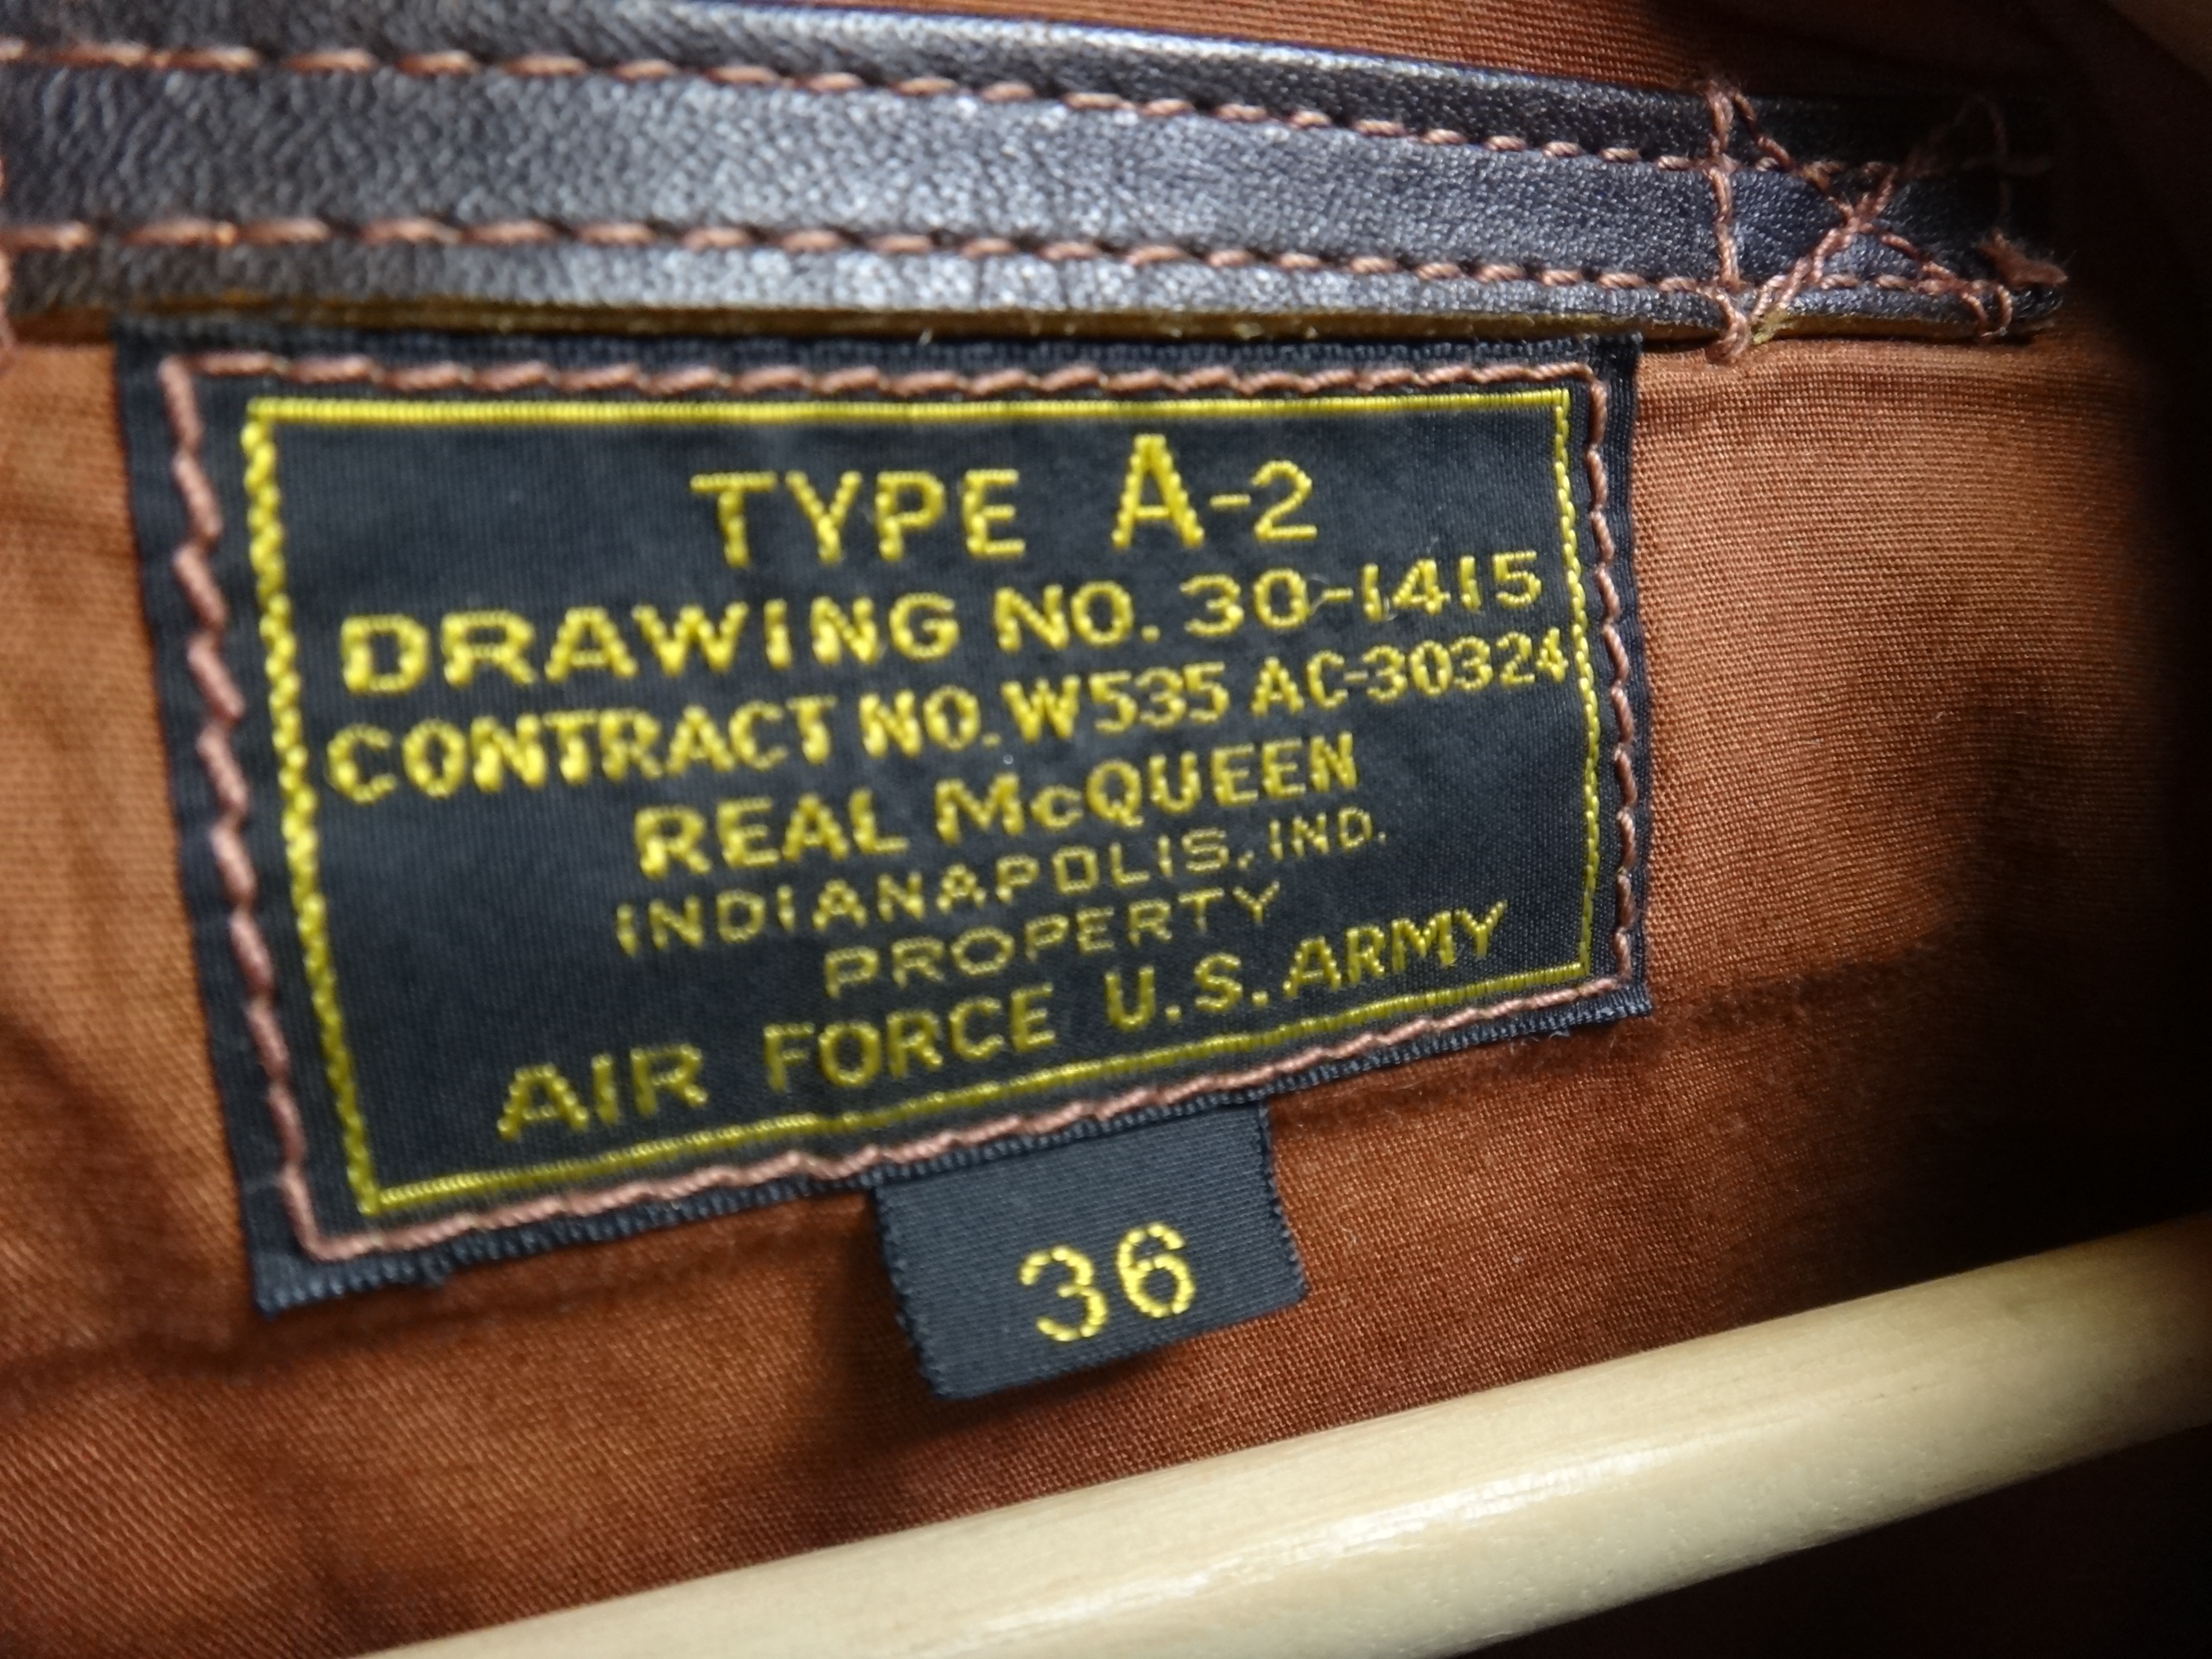 TYPE A-2
DRAWING NO. 30-1415
CONTRACT NO. W535 AC-30324
REAL McQUEEN
INDIANAPOLIS, IND.
PROPERTY
AIR FORCE U.S. ARMY
36